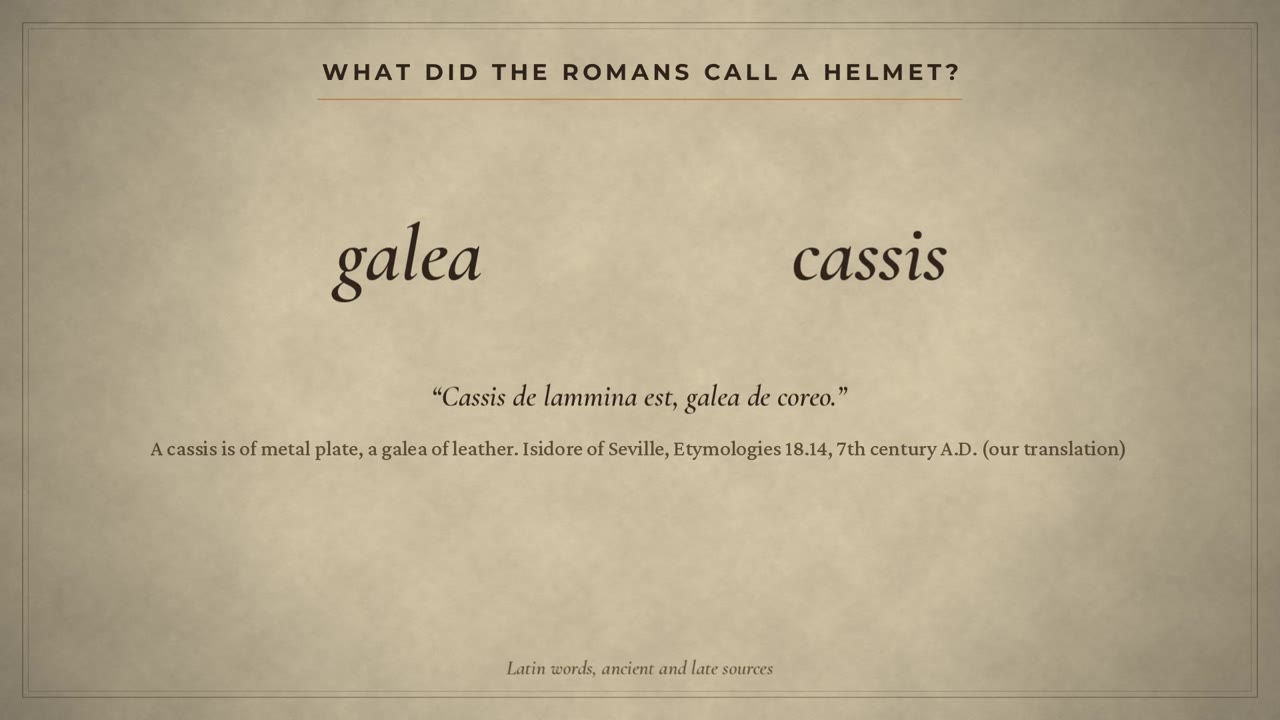 WHAT DID THE ROMANS CALL A HELMET?
galea
cassis
“Cassis de lammina est, galea de coreo.”
A cassis is of metal plate, a galea of leather. Isidore of Seville, Etymologies 18.14, 7th century A.D. (our translation)
Latin words, ancient and late sources